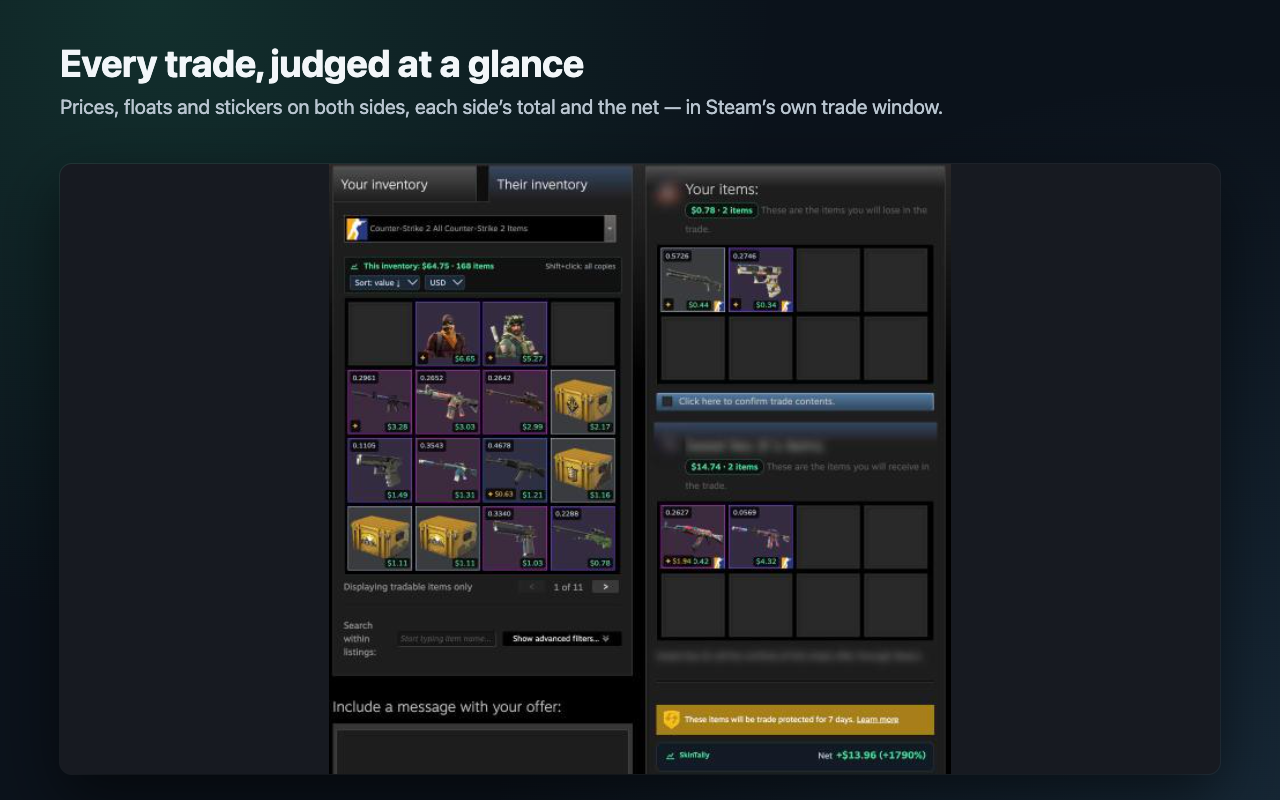 Every trade, judged at a glance
Prices, floats and stickers on both sides, each side's total and the net — in Steam's own trade window.
Your inventory
Their inventory
Counter-Strike 2 All Counter-Strike 2 Items
This inventory: $64.75 · 168 items
Shift+click: all copies
Sort: value ↓
USD
$6.65
$5.27
0.2961
0.2652
0.2642
$3.28
$3.03
$2.99
$2.17
0.1105
0.3543
0.4678
$1.49
$1.31
+ $0.63
$1.21
$1.16
0.3340
0.2288
$1.11
$1.11
$1.03
$0.78
Displaying tradable items only
<
1 of 11
>
Search
within
listings:
Start typing item name...
Show advanced filters...
Include a message with your offer:
Your items:
$0.78 · 2 items
These are the items you will lose in the
trade.
0.5726
0.2746
$0.44
$0.34
Click here to confirm trade contents.
$14.74 · 2 items
These are the items you will receive in
the trade.
0.2627
0.0569
+ $1.94
0.42
$4.32
These items will be trade protected for 7 days. Learn more
SkinTally
Net +$13.96 (+1790%)